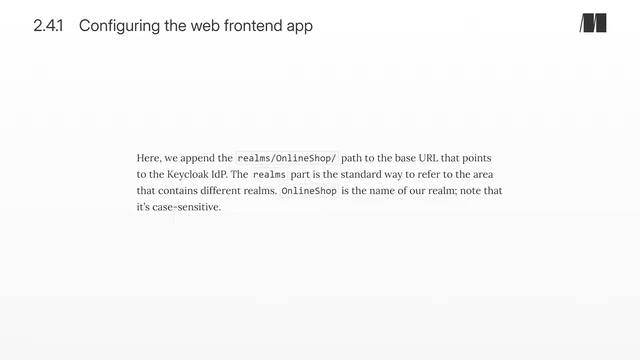 2.4.1 Configuring the web frontend app
Here, we append the realms/OnlineShop/ path to the base URL that points
to the Keycloak IdP. The realms part is the standard way to refer to the area
that contains different realms. OnlineShop is the name of our realm; note that
it's case-sensitive.